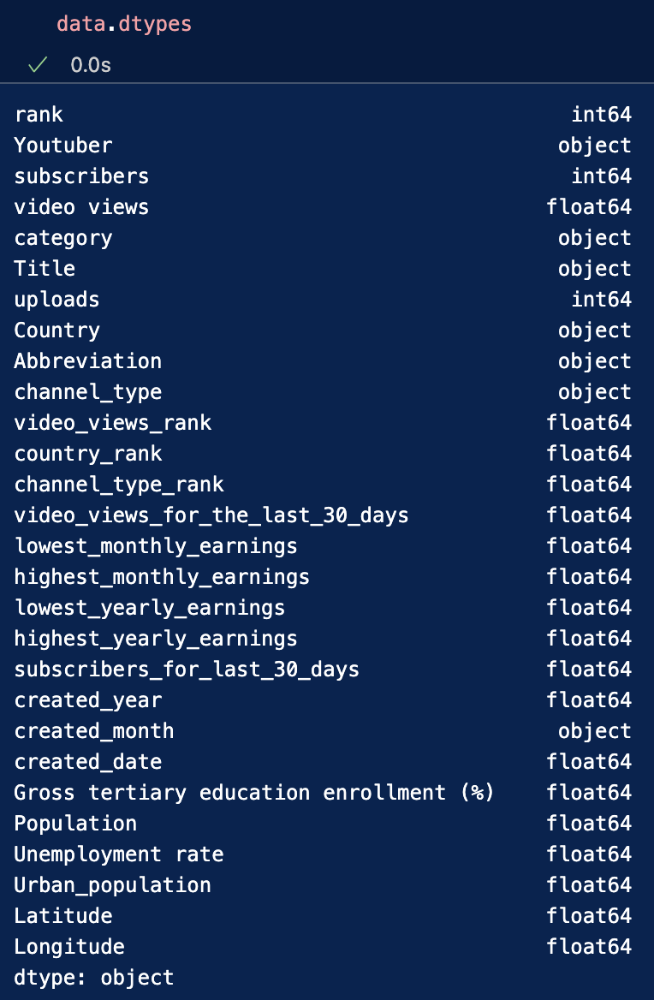 data.dtypes
✓ 0.0s
rank int64
Youtuber object
subscribers int64
video views float64
category object
Title object
uploads int64
Country object
Abbreviation object
channel_type object
video_views_rank float64
country_rank float64
channel_type_rank float64
video_views_for_the_last_30_days float64
lowest_monthly_earnings float64
highest_monthly_earnings float64
lowest_yearly_earnings float64
highest_yearly_earnings float64
subscribers_for_last_30_days float64
created_year float64
created_month object
created_date float64
Gross tertiary education enrollment (%) float64
Population float64
Unemployment rate float64
Urban_population float64
Latitude float64
Longitude float64
dtype: object